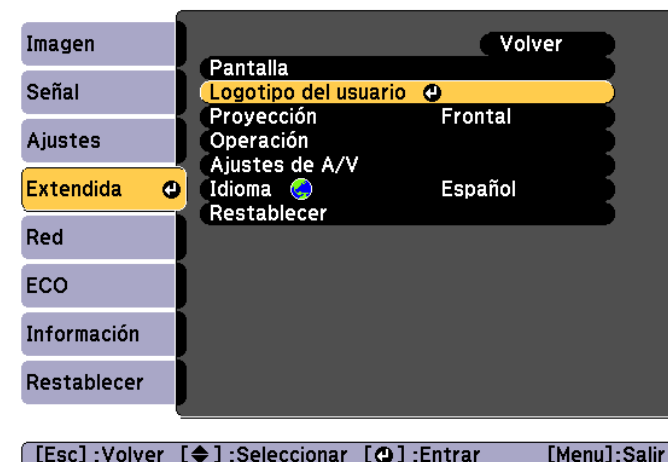 Imagen
Señal
Ajustes
Extendida
Red
ECO
Información
Restablecer
Volver
Pantalla
Logotipo del usuario
Proyección Frontal
Operación
Ajustes de A/V
Idioma Español
Restablecer
[Esc] :Volver [◆] :Seleccionar [↵] :Entrar [Menu]:Salir